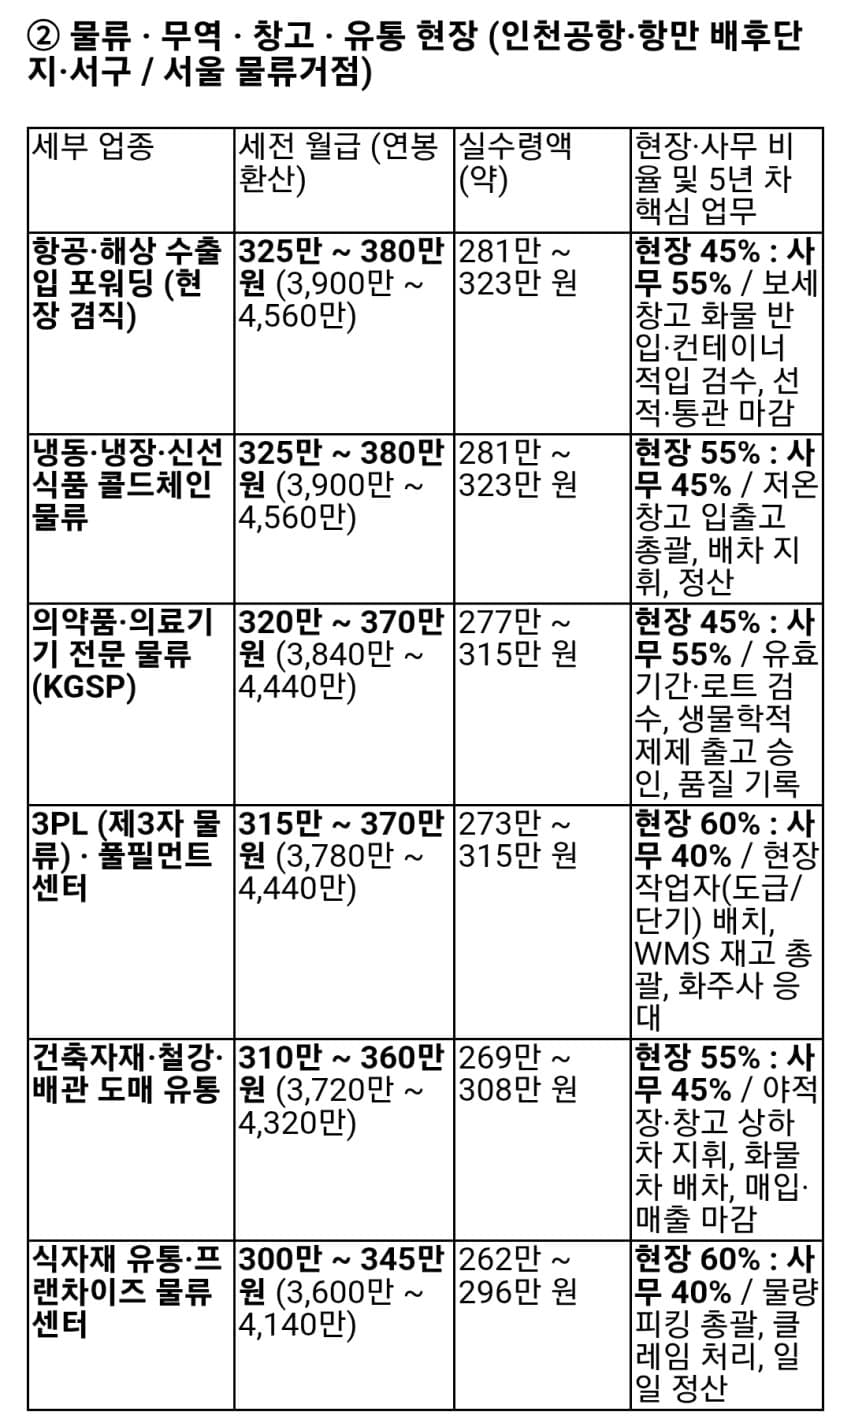 ② 물류 · 무역 · 창고 · 유통 현장 (인천공항·항만 배후단
지·서구 / 서울 물류거점)
세부 업종
세전 월급 (연봉
환산)
실수령액
(약)
현장·사무 비
율 및 5년 차
핵심 업무
항공·해상 수출
입 포워딩 (현
장 겸직)
325만 ~ 380만
원 (3,900만 ~
4,560만)
281만 ~
323만 원
현장 45% : 사
무 55% / 보세
창고 화물 반
입·컨테이너
적입 검수, 선
적·통관 마감
냉동·냉장·신선
식품 콜드체인
물류
325만 ~ 380만
원 (3,900만 ~
4,560만)
281만 ~
323만 원
현장 55% : 사
무 45% / 저온
창고 입출고
총괄, 배차 지
휘, 정산
의약품·의료기
기 전문 물류
(KGSP)
320만 ~ 370만
원 (3,840만 ~
4,440만)
277만 ~
315만 원
현장 45% : 사
무 55% / 유효
기간·로트 검
수, 생물학적
제제 출고 승
인, 품질 기록
3PL (제3자 물
류) · 풀필먼트
센터
315만 ~ 370만
원 (3,780만 ~
4,440만)
273만 ~
315만 원
현장 60% : 사
무 40% / 현장
작업자(도급/
단기) 배치,
WMS 재고 총
괄, 화주사 응
대
건축자재·철강·
배관 도매 유통
310만 ~ 360만
원 (3,720만 ~
4,320만)
269만 ~
308만 원
현장 55% : 사
무 45% / 야적
장·창고 상하
차 지휘, 화물
차 배차, 매입·
매출 마감
식자재 유통·프
랜차이즈 물류
센터
300만 ~ 345만
원 (3,600만 ~
4,140만)
262만 ~
296만 원
현장 60% : 사
무 40% / 물량
피킹 총괄, 클
레임 처리, 일
일 정산